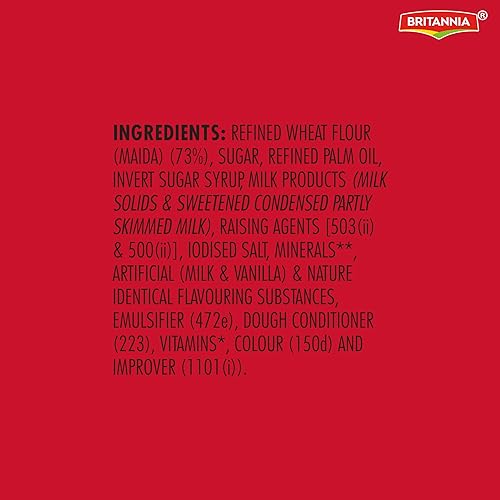 BRITANNIA®
INGREDIENTS: REFINED WHEAT FLOUR
(MAIDA) (73%), SUGAR, REFINED PALM OIL,
INVERT SUGAR SYRUP, MILK PRODUCTS (MILK
SOLIDS & SWEETENED CONDENSED PARTLY
SKIMMED MILK), RAISING AGENTS [503(ii)
& 500(ii)], IODISED SALT, MINERALS**,
ARTIFICIAL (MILK & VANILLA) & NATURE
IDENTICAL FLAVOURING SUBSTANCES,
EMULSIFIER (472e), DOUGH CONDITIONER
(223), VITAMINS*, COLOUR (150d) AND
IMPROVER (1101(i)).